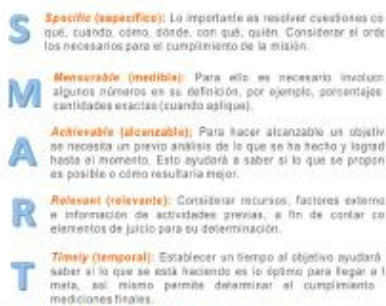 S
Specific (específico): Lo importante es resolver cuestiones co
qué, cuándo, cómo, dónde, con qué, quién. Considerar el orde
los necesarios para el cumplimiento de la misión.
M
Mensurable (medible): Para ello es necesario involucr
algunos números en su definición, por ejemplo, porcentajes
cantidades exactas (cuando aplique).
A
Achievable (alcanzable): Para hacer alcanzable un objetiv
se necesita un previo análisis de lo que se ha hecho y lograd
hasta el momento. Esto ayudará a saber si lo que se propon
es posible o cómo resultaría mejor.
R
Relevant (relevante): Considerar recursos, factores externo
e información de actividades previas, a fin de contar co
elementos de juicio para su determinación.
T
Timely (temporal): Establecer un tiempo al objetivo ayudará
saber si lo que se está haciendo es lo óptimo para llegar a l
meta, así mismo permite determinar el cumplimiento
mediciones finales.